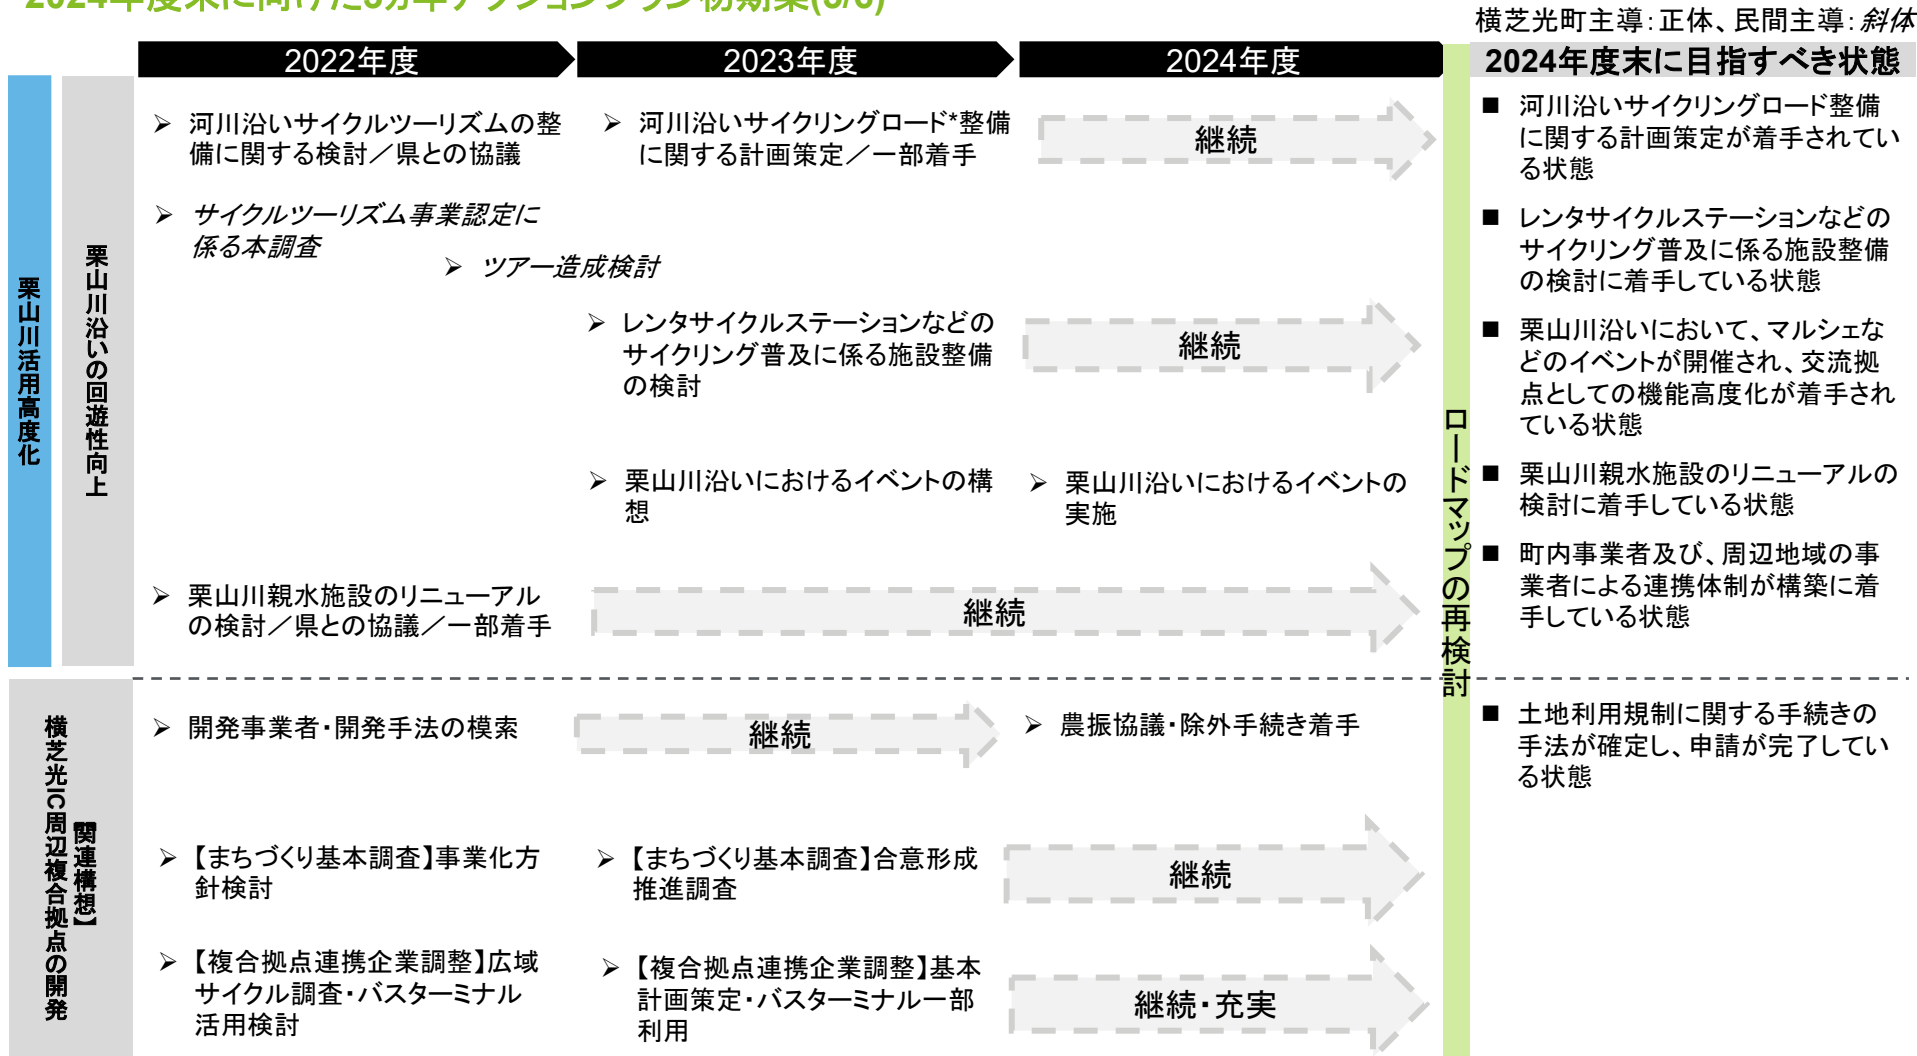 2024年度末に向けた3カ年アクションプラン初期案(3/6)
横芝光町主導：正体、民間主導：斜体
2022年度
2023年度
2024年度
2024年度末に目指すべき状態
栗山川活用高度化
栗山川沿いの回遊性向上
➢ 河川沿いサイクルツーリズムの整
備に関する検討／県との協議
➢ 河川沿いサイクリングロード*整備
に関する計画策定／一部着手
継続
➢ サイクルツーリズム事業認定に
係る本調査
➢ ツアー造成検討
➢ レンタサイクルステーションなどの
サイクリング普及に係る施設整備
の検討
継続
➢ 栗山川沿いにおけるイベントの構
想
➢ 栗山川沿いにおけるイベントの
実施
➢ 栗山川親水施設のリニューアル
の検討／県との協議／一部着手
継続
ロードマップの再検討
■ 河川沿いサイクリングロード整備
に関する計画策定が着手されてい
る状態
■ レンタサイクルステーションなどの
サイクリング普及に係る施設整備
の検討に着手している状態
■ 栗山川沿いにおいて、マルシェな
どのイベントが開催され、交流拠
点としての機能高度化が着手され
ている状態
■ 栗山川親水施設のリニューアルの
検討に着手している状態
■ 町内事業者及び、周辺地域の事
業者による連携体制が構築に着
手している状態
【関連構想】
横芝光IC周辺複合拠点の開発
➢ 開発事業者・開発手法の模索
継続
➢ 農振協議・除外手続き着手
➢ 【まちづくり基本調査】事業化方
針検討
➢ 【まちづくり基本調査】合意形成
推進調査
継続
➢ 【複合拠点連携企業調整】広域
サイクル調査・バスターミナル
活用検討
➢ 【複合拠点連携企業調整】基本
計画策定・バスターミナル一部
利用
継続・充実
■ 土地利用規制に関する手続きの
手法が確定し、申請が完了してい
る状態